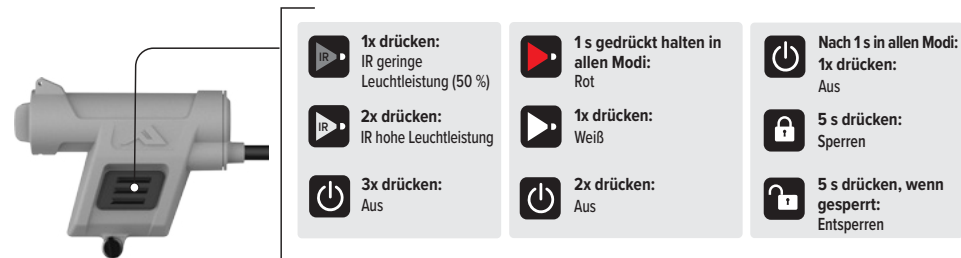 IR
1x drücken:
IR geringe
Leuchtleistung (50 %)
IR
2x drücken:
IR hohe Leuchtleistung
3x drücken:
Aus
1 s gedrückt halten in
allen Modi:
Rot
1x drücken:
Weiß
2x drücken:
Aus
Nach 1 s in allen Modi:
1x drücken:
Aus
5 s drücken:
Sperren
5 s drücken, wenn
gesperrt:
Entsperren